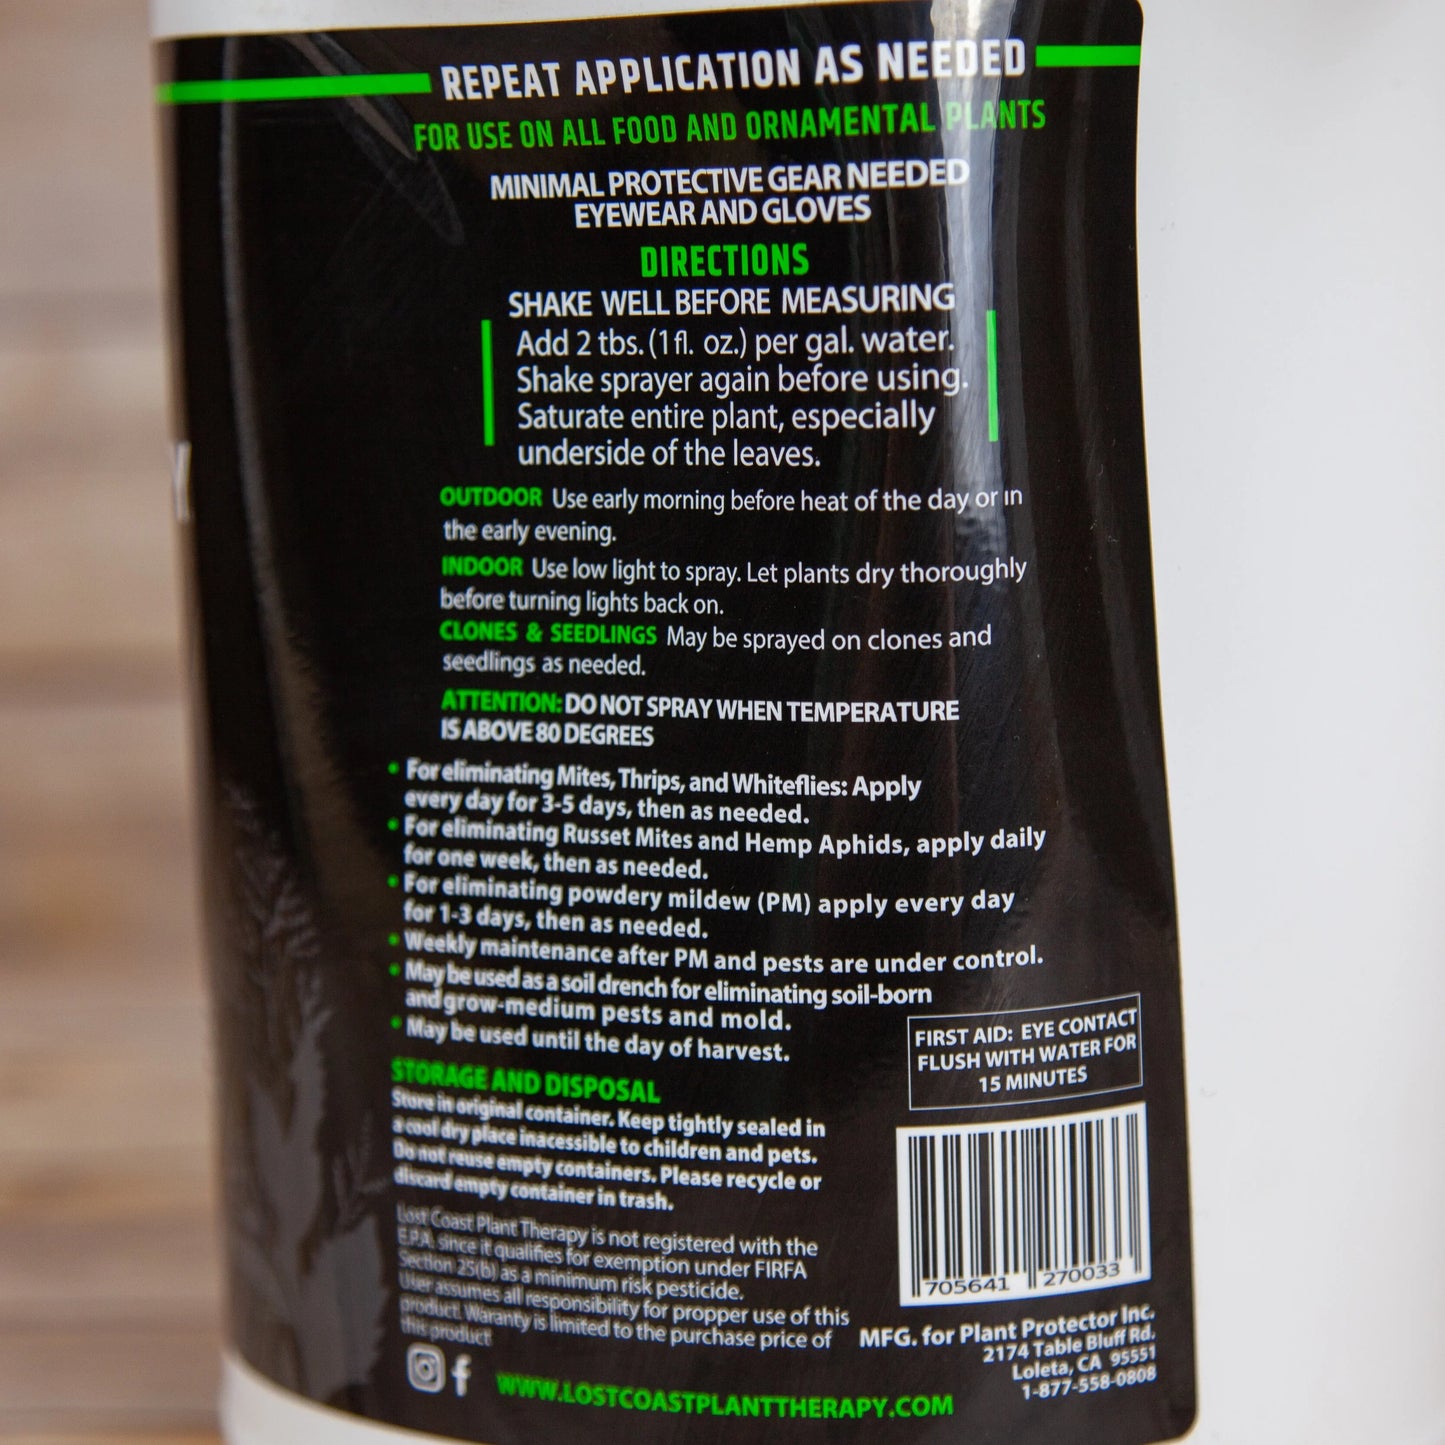 REPEAT APPLICATION AS NEEDED
FOR USE ON ALL FOOD AND ORNAMENTAL PLANTS
MINIMAL PROTECTIVE GEAR NEEDED
EYEWEAR AND GLOVES
DIRECTIONS
SHAKE WELL BEFORE MEASURING
Add 2 tbs. (1 fl. oz.) per gal. water.
Shake sprayer again before using.
Saturate entire plant, especially
underside of the leaves.
OUTDOOR Use early morning before heat of the day or in
the early evening.
INDOOR Use low light to spray. Let plants dry thoroughly
before turning lights back on.
CLONES & SEEDLINGS May be sprayed on clones and
seedlings as needed.
ATTENTION: DO NOT SPRAY WHEN TEMPERATURE
IS ABOVE 80 DEGREES
• For eliminating Mites, Thrips, and Whiteflies: Apply
every day for 3-5 days, then as needed.
• For eliminating Russet Mites and Hemp Aphids, apply daily
for one week, then as needed.
• For eliminating powdery mildew (PM) apply every day
for 1-3 days, then as needed.
• Weekly maintenance after PM and pests are under control.
• May be used as a soil drench for eliminating soil-born
and grow-medium pests and mold.
• May be used until the day of harvest.
STORAGE AND DISPOSAL
Store in original container. Keep tightly sealed in
a cool dry place inacessible to children and pets.
Do not reuse empty containers. Please recycle or
discard empty container in trash.
Lost Coast Plant Therapy is not registered with the
E.P.A. since it qualifies for exemption under FIRFA
Section 25(b) as a minimum risk pesticide.
User assumes all responsibility for propper use of this
product. Waranty is limited to the purchase price of
this product
WWW.LOSTCOASTPLANTTHERAPY.COM
FIRST AID: EYE CONTACT
FLUSH WITH WATER FOR
15 MINUTES
705641 270033
MFG. for Plant Protector Inc.
2174 Table Bluff Rd.
Loleta, CA 95551
1-877-558-0808